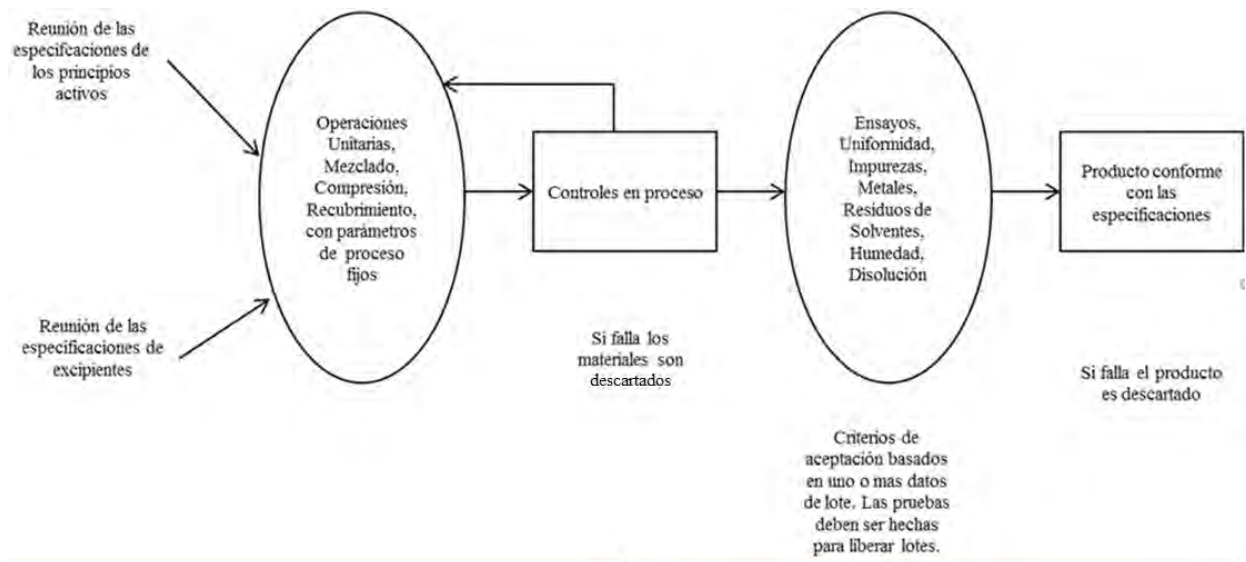 Reunión de las
especifcaciones de
los principios
activos
Reunión de las
especificaciones de
excipientes
Operaciones
Unitarias,
Mezclado,
Compresión,
Recubrimiento,
con parámetros
de proceso
fijos
Controles en proceso
Si falla los
materiales son
descartados
Ensayos,
Uniformidad,
Impurezas,
Metales,
Residuos de
Solventes,
Humedad,
Disolución
Criterios de
aceptación basados
en uno o mas datos
de lote. Las pruebas
deben ser hechas
para liberar lotes.
Producto conforme
con las
especificaciones
Si falla el producto
es descartado